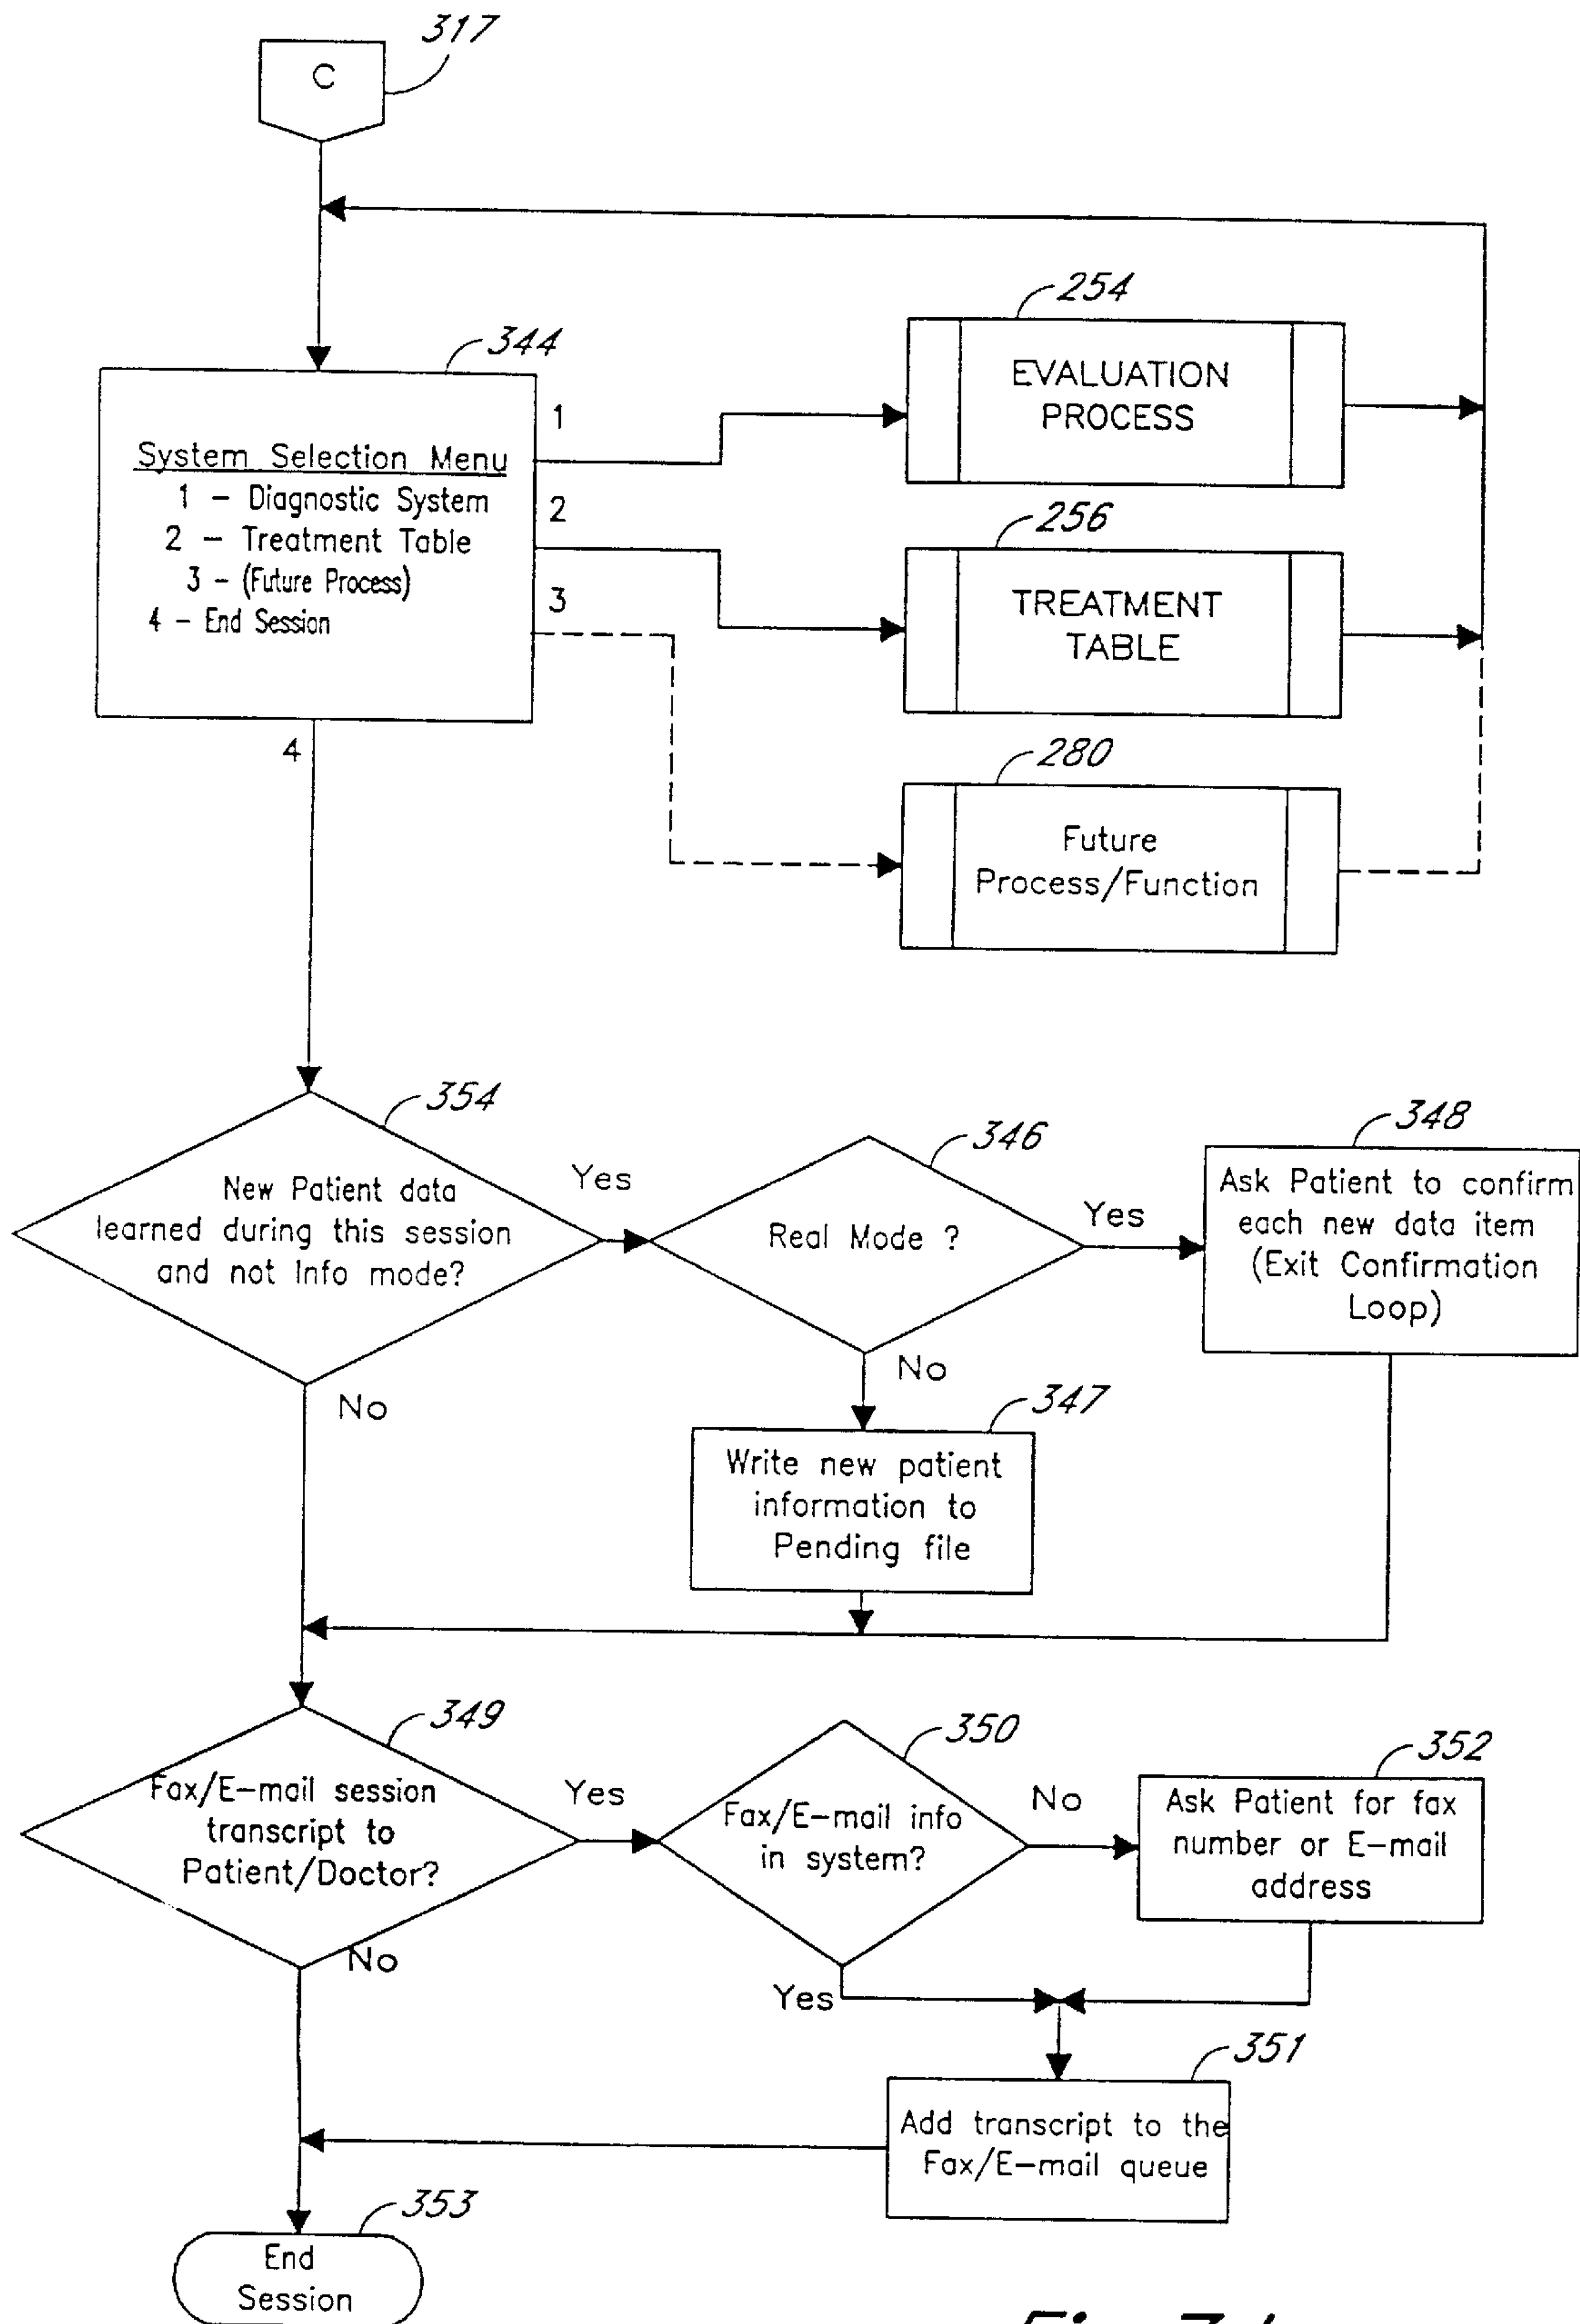 317
C
254
EVALUATION
PROCESS
344
1
System Selection Menu
1 – Diagnostic System
2 – Treatment Table
3 – (Future Process)
4 – End Session
2
256
TREATMENT
TABLE
3
4
280
Future
Process/Function
354
New Patient data
learned during this session
and not Info mode?
Yes
No
346
Real Mode ?
Yes
No
348
Ask Patient to confirm
each new data item
(Exit Confirmation
Loop)
347
Write new patient
information to
Pending file
349
Fax/E–mail session
transcript to
Patient/Doctor?
Yes
No
350
Fax/E–mail info
in system?
No
Yes
352
Ask Patient for fax
number or E–mail
address
351
Add transcript to the
Fax/E–mail queue
353
End
Session